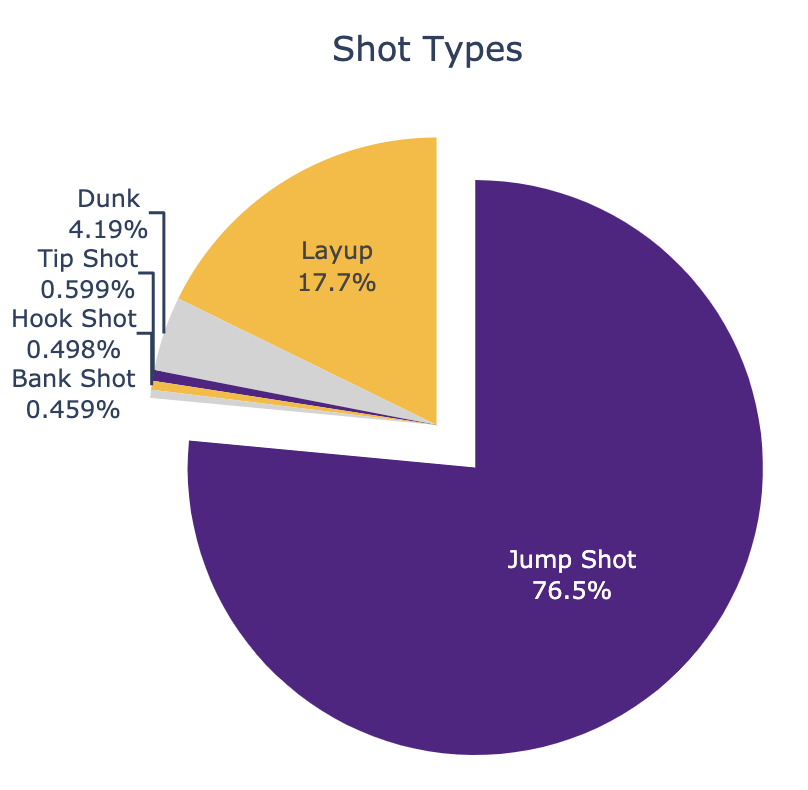 Shot Types
Dunk
4.19%
Tip Shot
0.599%
Hook Shot
0.498%
Bank Shot
0.459%
Layup
17.7%
Jump Shot
76.5%